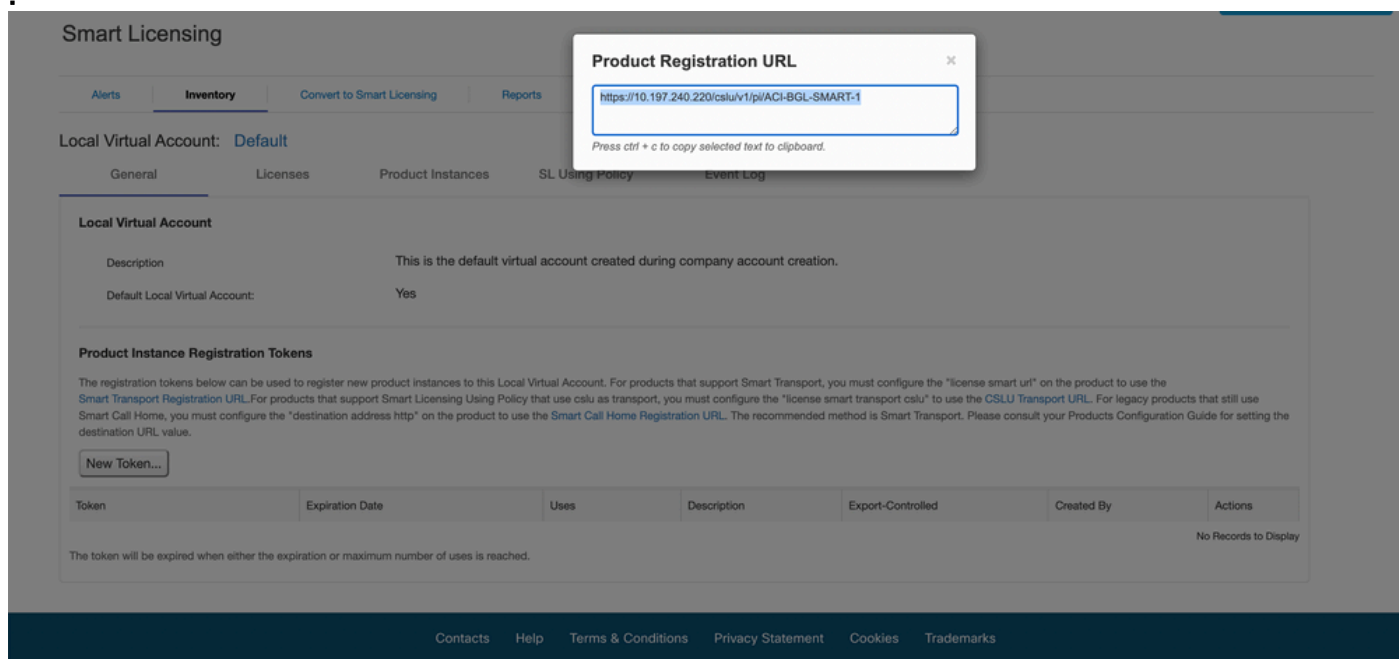 .
Smart Licensing
Product Registration URL ×
https://10.197.240.220/cslu/v1/pi/ACI-BGL-SMART-1
Press ctrl + c to copy selected text to clipboard.
Alerts Inventory Convert to Smart Licensing Reports
Local Virtual Account: Default
General Licenses Product Instances SL Using Policy Event Log
Local Virtual Account
Description This is the default virtual account created during company account creation.
Default Local Virtual Account: Yes
Product Instance Registration Tokens
The registration tokens below can be used to register new product instances to this Local Virtual Account. For products that support Smart Transport, you must configure the "license smart url" on the product to use the
Smart Transport Registration URL.For products that support Smart Licensing Using Policy that use cslu as transport, you must configure the "license smart transport cslu" to use the CSLU Transport URL. For legacy products that still use
Smart Call Home, you must configure the "destination address http" on the product to use the Smart Call Home Registration URL. The recommended method is Smart Transport. Please consult your Products Configuration Guide for setting the
destination URL value.
New Token...
Token Expiration Date Uses Description Export-Controlled Created By Actions
No Records to Display
The token will be expired when either the expiration or maximum number of uses is reached.
Contacts Help Terms & Conditions Privacy Statement Cookies Trademarks